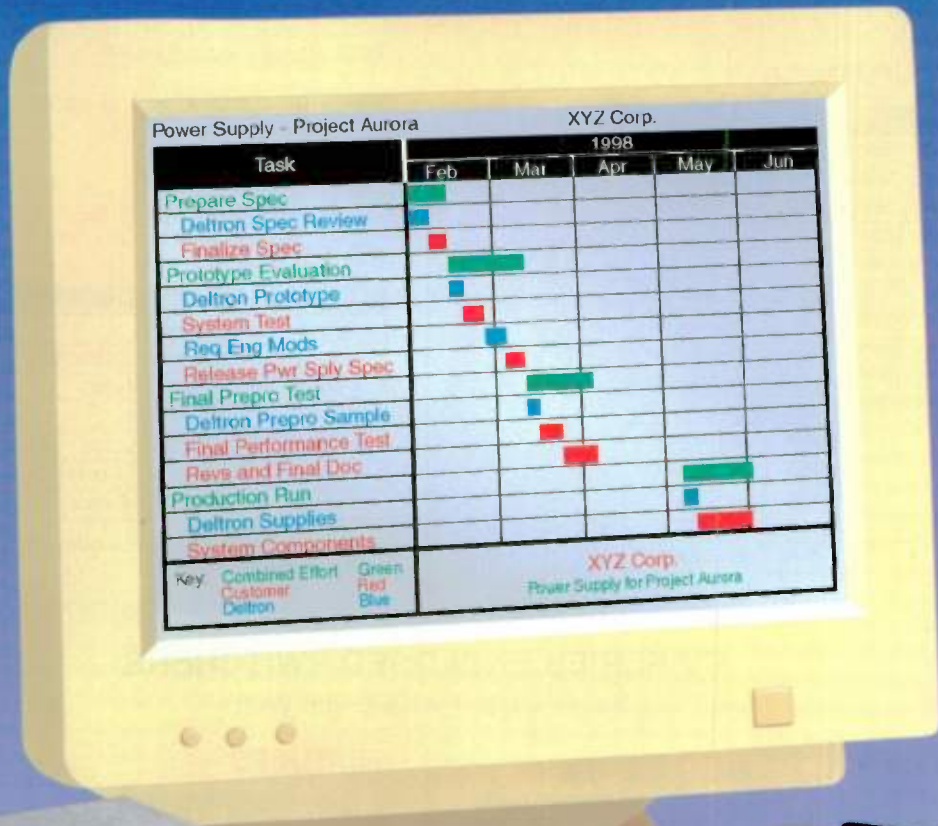 Power Supply - Project Aurora XYZ Corp.
Task 1998
Feb Mar Apr May Jun
Prepare Spec
Deltron Spec Review
Finalize Spec
Prototype Evaluation
Deltron Prototype
System Test
Req Eng Mods
Release Pwr Sply Spec
Final Prepro Test
Deltron Prepro Sample
Final Performance Test
Revs and Final Doc
Production Run
Deltron Supplies
System Components
Key Combined Effort Green
Customer Red
Deltron Blue
XYZ Corp.
Power Supply for Project Aurora